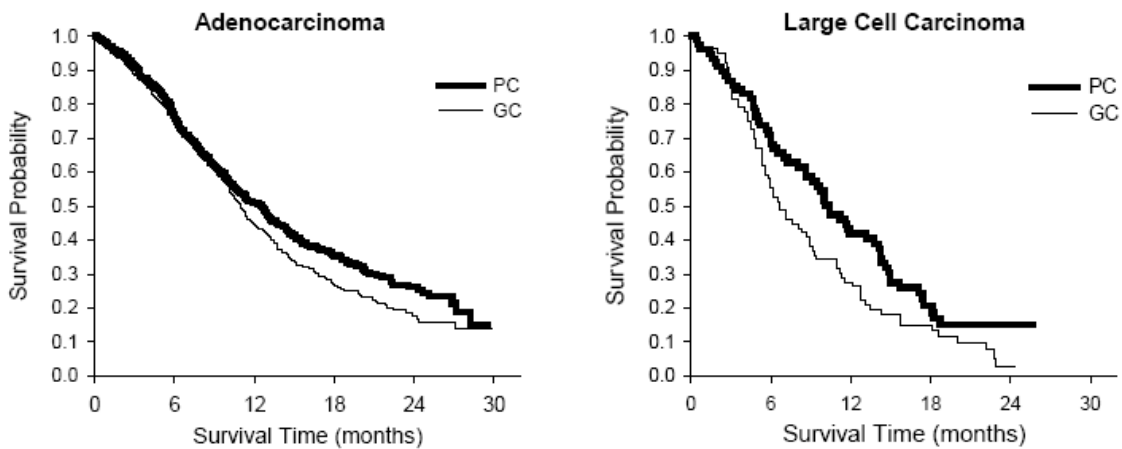 Adenocarcinoma
PC
GC
Survival Probability
1.0
0.9
0.8
0.7
0.6
0.5
0.4
0.3
0.2
0.1
0.0
0 6 12 18 24 30
Survival Time (months)
Large Cell Carcinoma
PC
GC
Survival Probability
1.0
0.9
0.8
0.7
0.6
0.5
0.4
0.3
0.2
0.1
0.0
0 6 12 18 24 30
Survival Time (months)